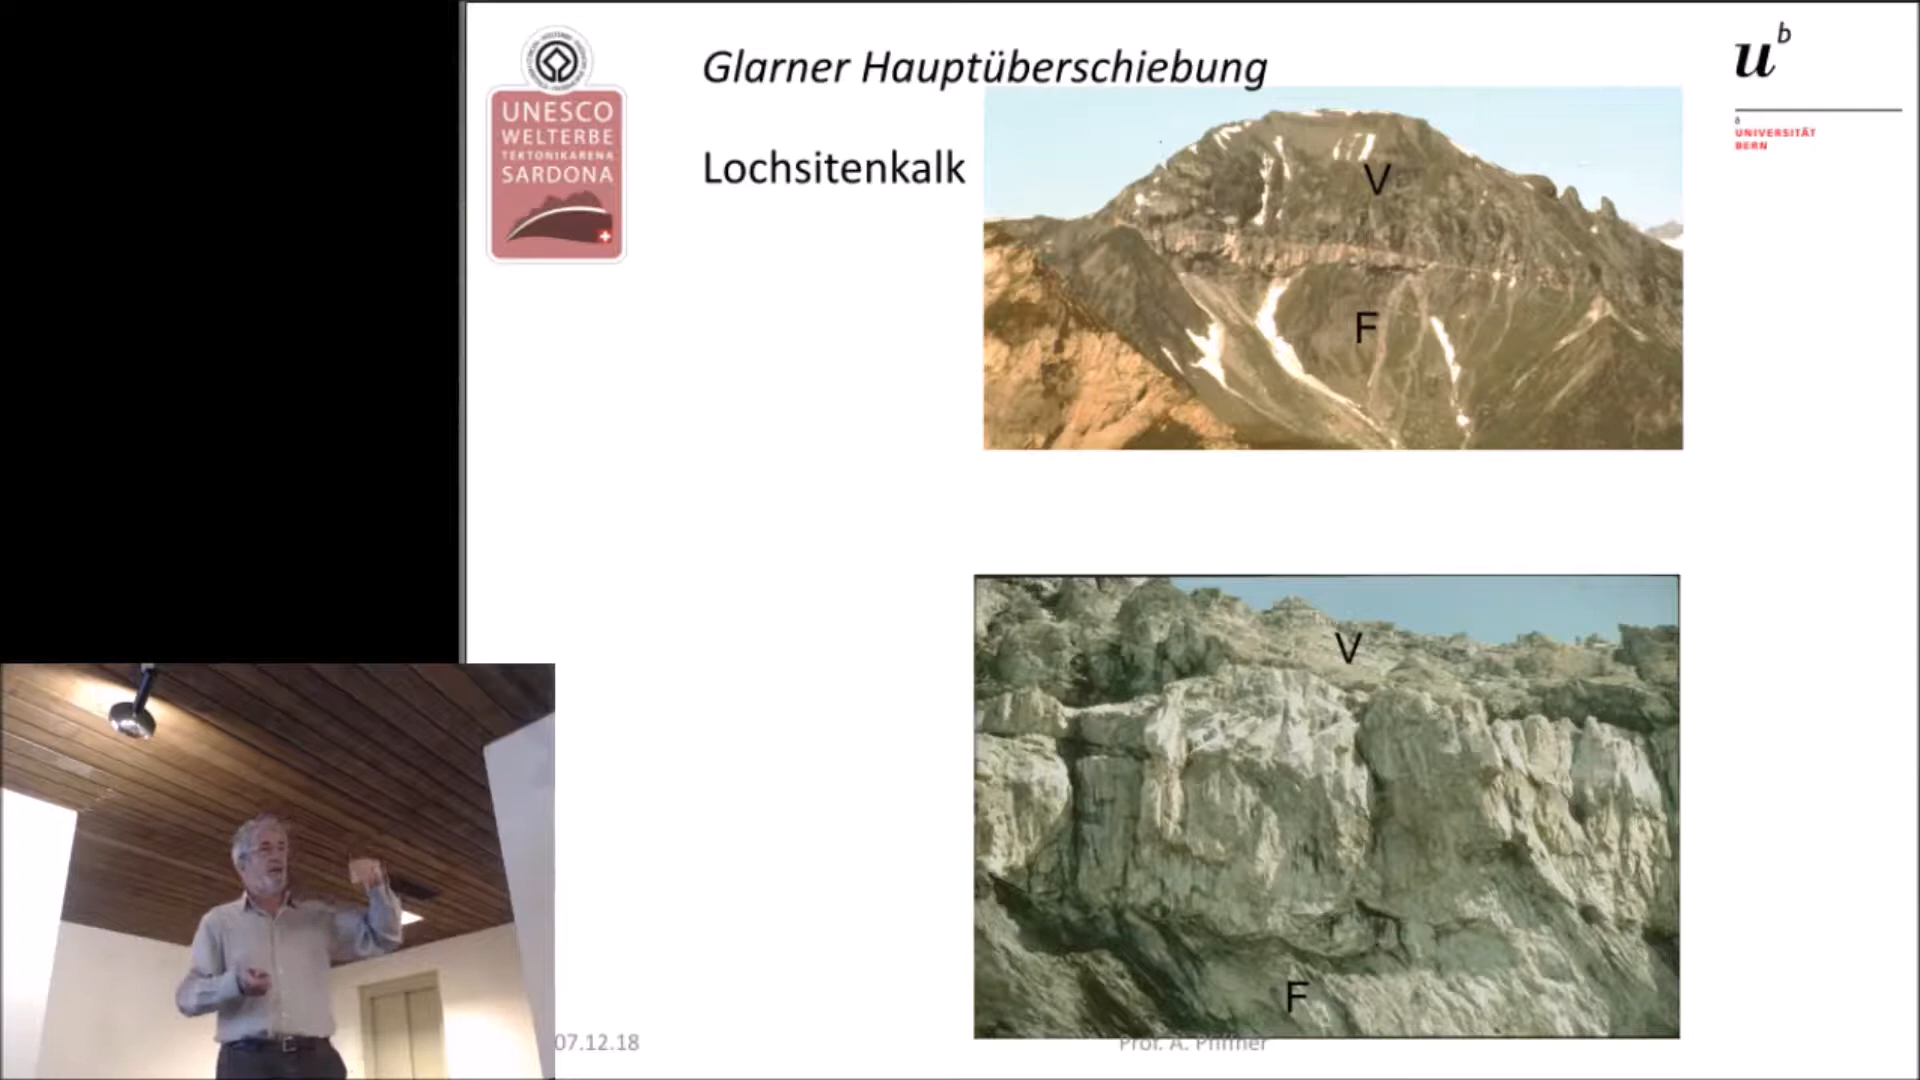 Glarner Hauptüberschiebung
UNESCO
WELTERBE
TEKTONIKARENA
SARDONA
Lochsitenkalk
u
b
UNIVERSITÄT
BERN
V
F
V
F
07.12.18
Prof. A. Pfiffner